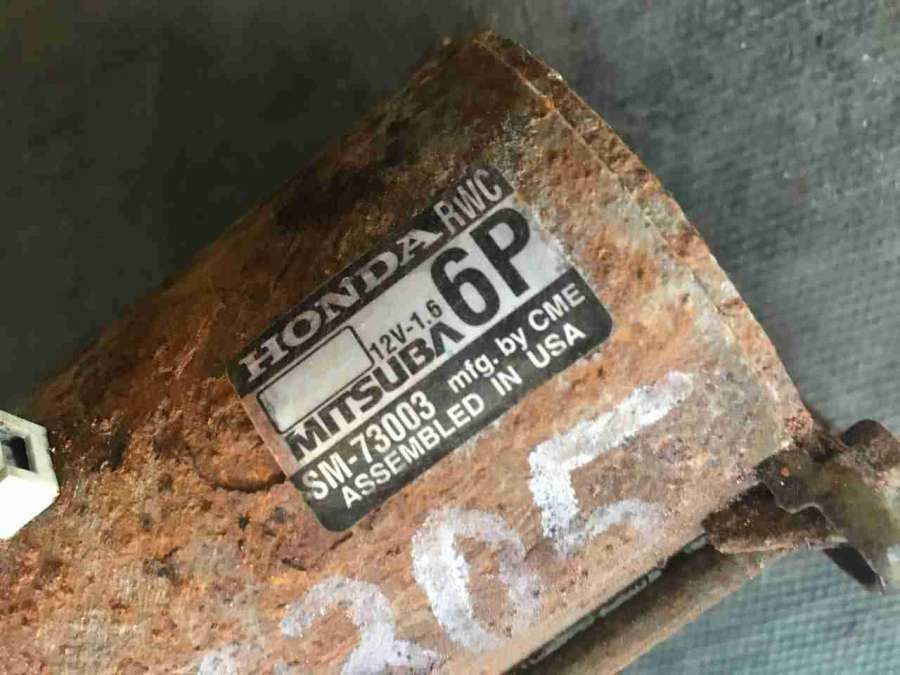 HONDA RWC
12V-1.6 6P
MITSUBA
SM-73003 mfg. by CME
ASSEMBLED IN USA
205